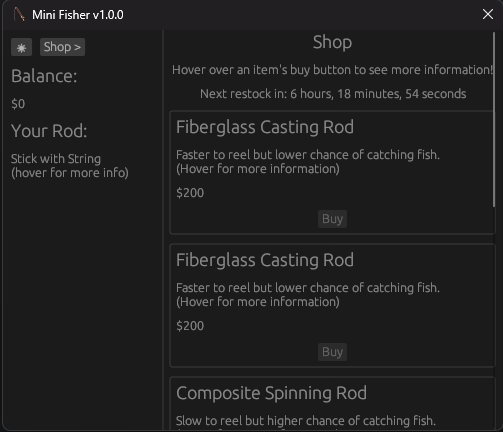 Mini Fisher v1.0.0
Shop >
Balance:
$0
Your Rod:
Stick with String
(hover for more info)
Shop
Hover over an item's buy button to see more information!
Next restock in: 6 hours, 18 minutes, 54 seconds
Fiberglass Casting Rod
Faster to reel but lower chance of catching fish.
(Hover for more information)
$200
Buy
Fiberglass Casting Rod
Faster to reel but lower chance of catching fish.
(Hover for more information)
$200
Buy
Composite Spinning Rod
Slow to reel but higher chance of catching fish.